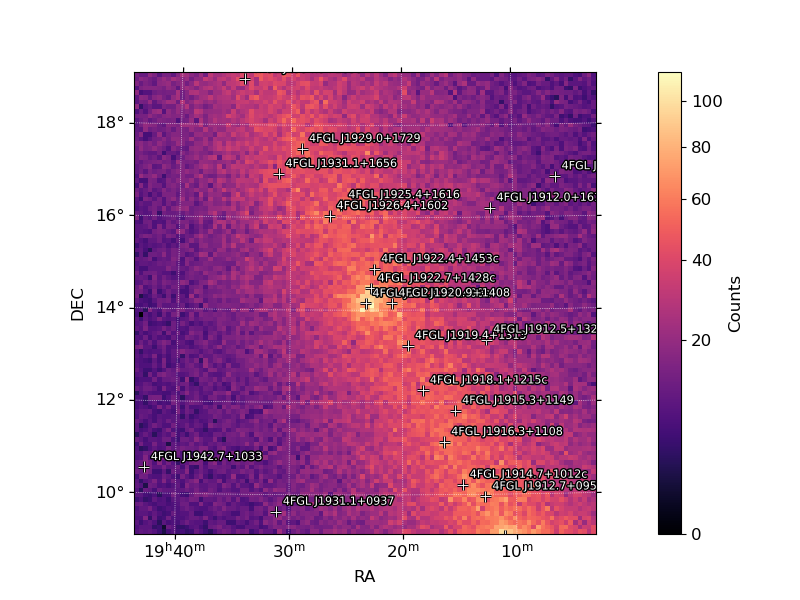 18°
16°
14°
12°
10°
DEC
4FGL J1929.0+1729
4FGL J1931.1+1656
4FGL J
4FGL J1925.4+1616
4FGL J1912.0+16
4FGL J1926.4+1602
4FGL J1922.4+1453c
4FGL J1922.7+1428c
4FGL J1920.9+1408
4FGL J1912.5+132
4FGL J1919.4+1313
4FGL J1918.1+1215c
4FGL J1915.3+1149
4FGL J1916.3+1108
4FGL J1942.7+1033
4FGL J1914.7+1012c
4FGL J1912.7+095
4FGL J1931.1+0937
19h40m 30m 20m 10m
RA
100
80
60
40
20
0
Counts